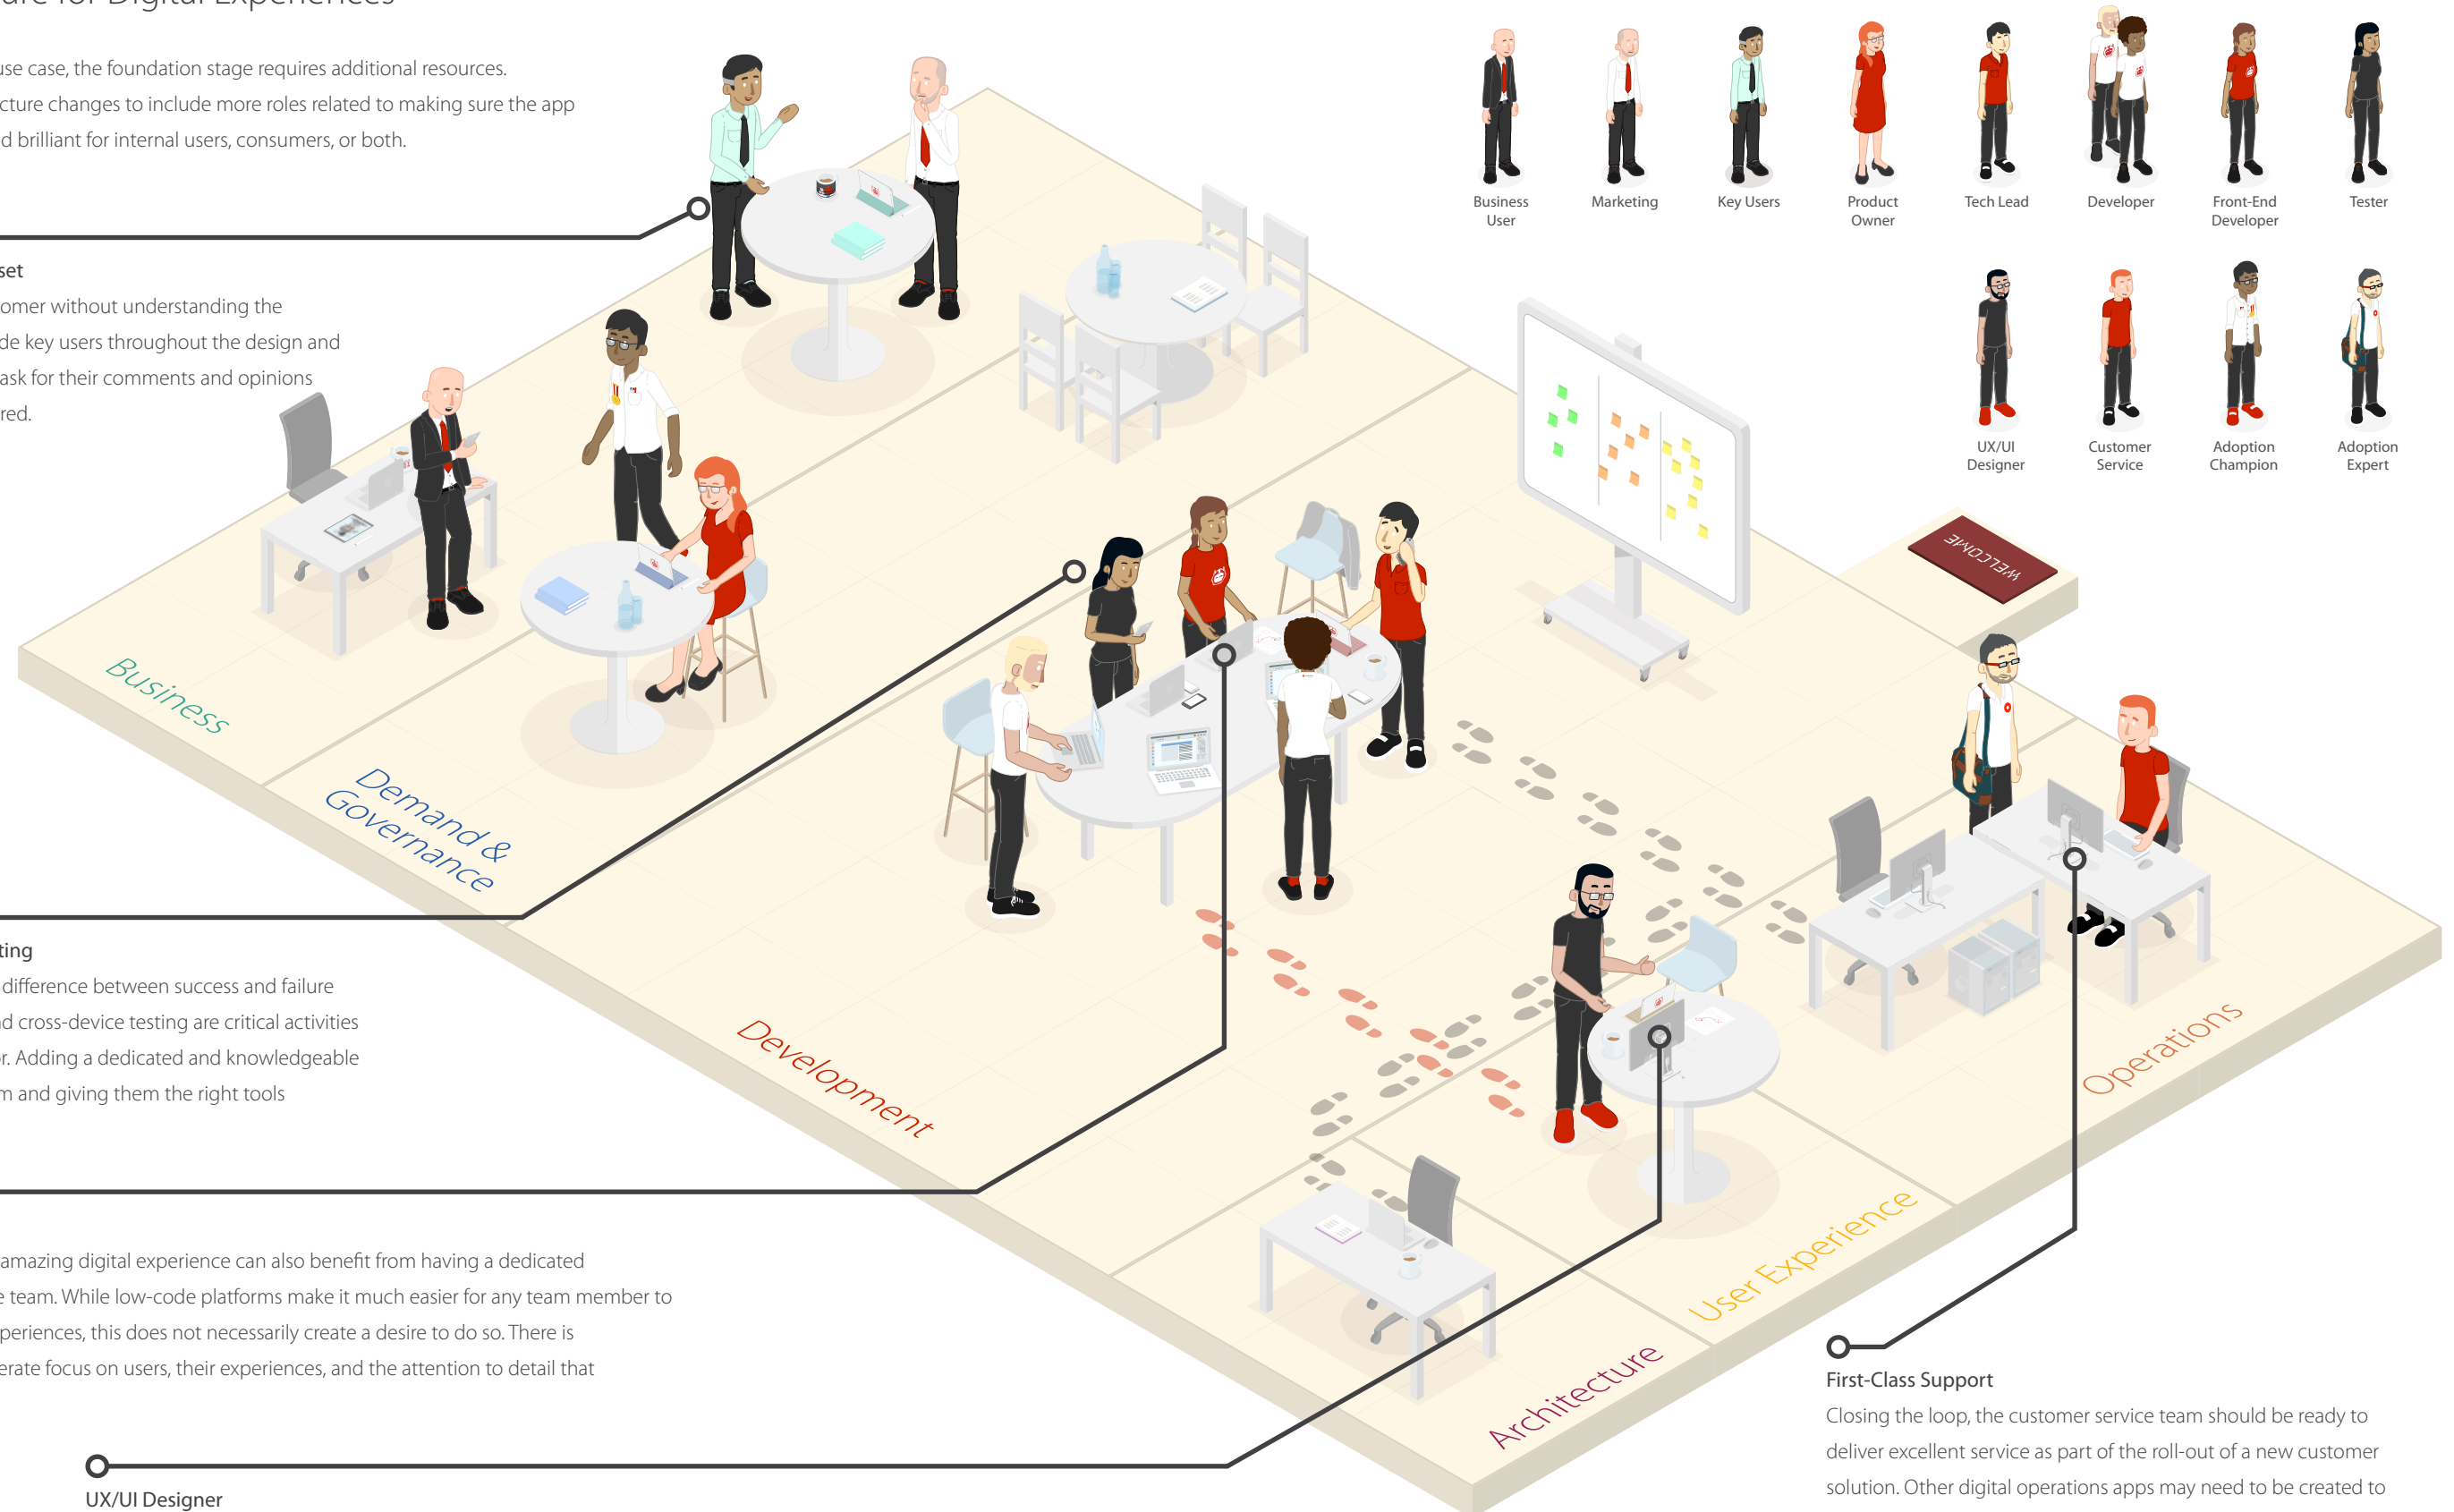 ure for Digital Experiences
use case, the foundation stage requires additional resources.
cture changes to include more roles related to making sure the app
d brilliant for internal users, consumers, or both.
Business
User
Marketing
Key Users
Product
Owner
Tech Lead
Developer
Front-End
Developer
Tester
UX/UI
Designer
Customer
Service
Adoption
Champion
Adoption
Expert
set
omer without understanding the
de key users throughout the design and
ask for their comments and opinions
red.
WELCOME
Business
Demand &
Governance
Development
Architecture
User Experience
Operations
ting
difference between success and failure
nd cross-device testing are critical activities
or. Adding a dedicated and knowledgeable
m and giving them the right tools
amazing digital experience can also benefit from having a dedicated
e team. While low-code platforms make it much easier for any team member to
periences, this does not necessarily create a desire to do so. There is
erate focus on users, their experiences, and the attention to detail that
UX/UI Designer
First-Class Support
Closing the loop, the customer service team should be ready to
deliver excellent service as part of the roll-out of a new customer
solution. Other digital operations apps may need to be created to